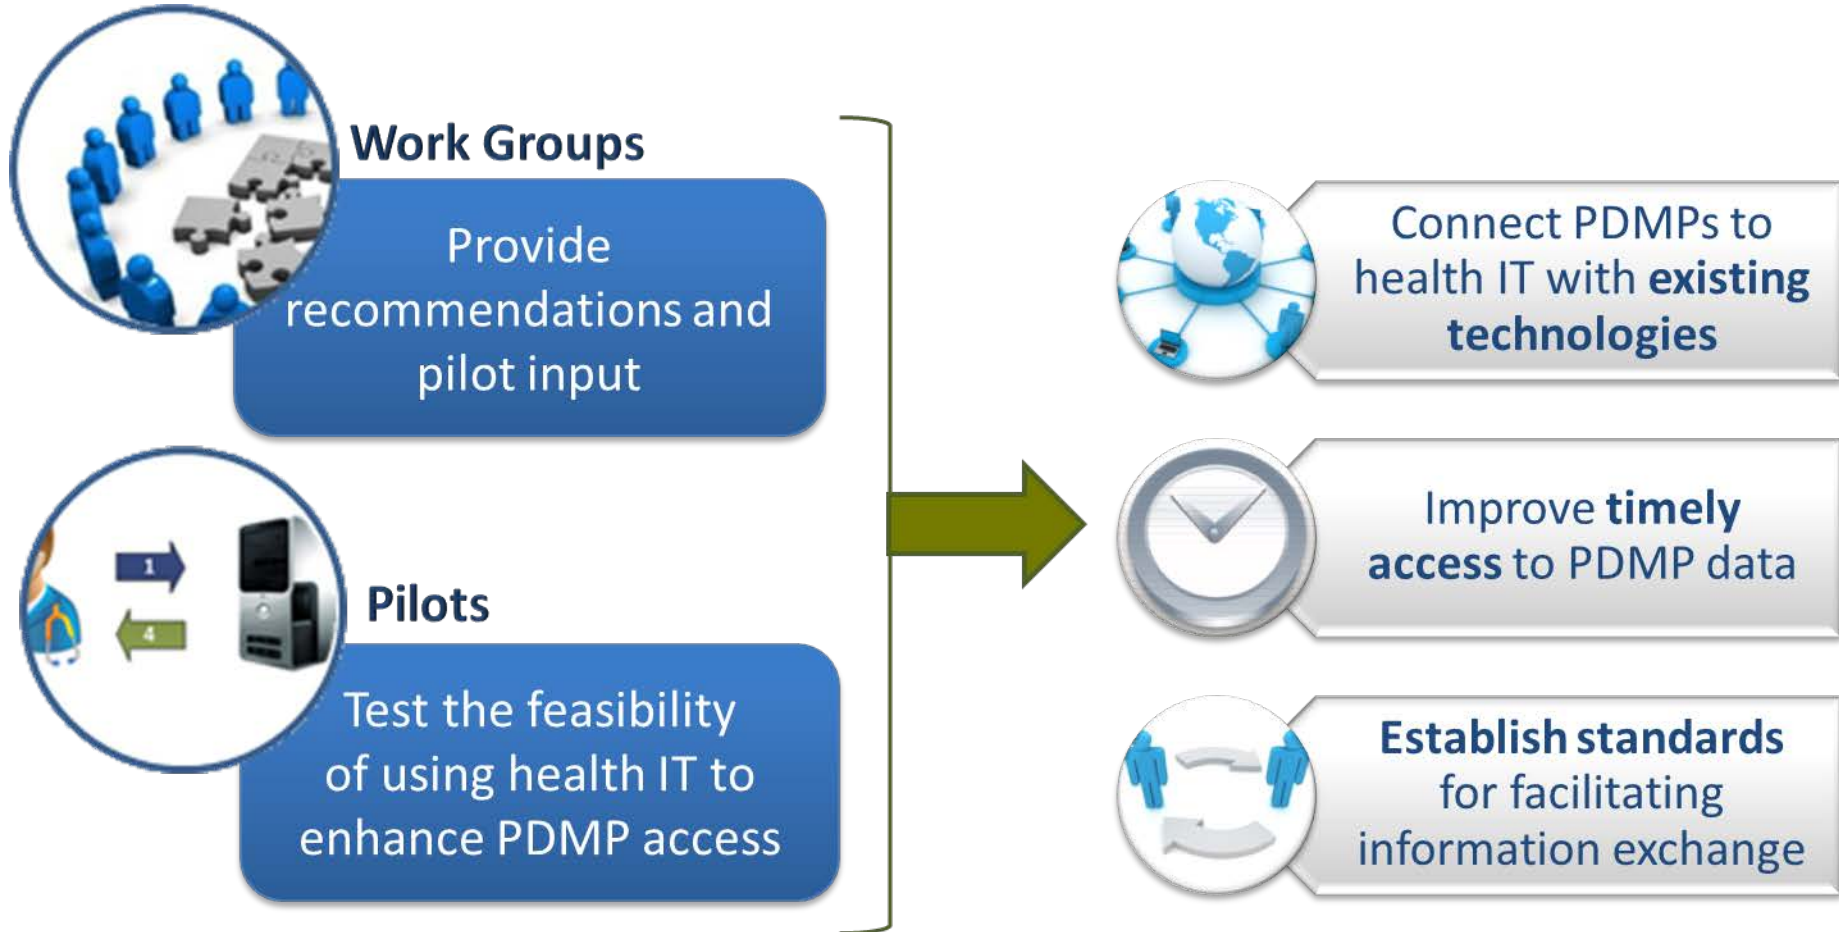 Work Groups
Provide
recommendations and
pilot input
1
4
Pilots
Test the feasibility
of using health IT to
enhance PDMP access
Connect PDMPs to
health IT with existing
technologies
Improve timely
access to PDMP data
Establish standards
for facilitating
information exchange